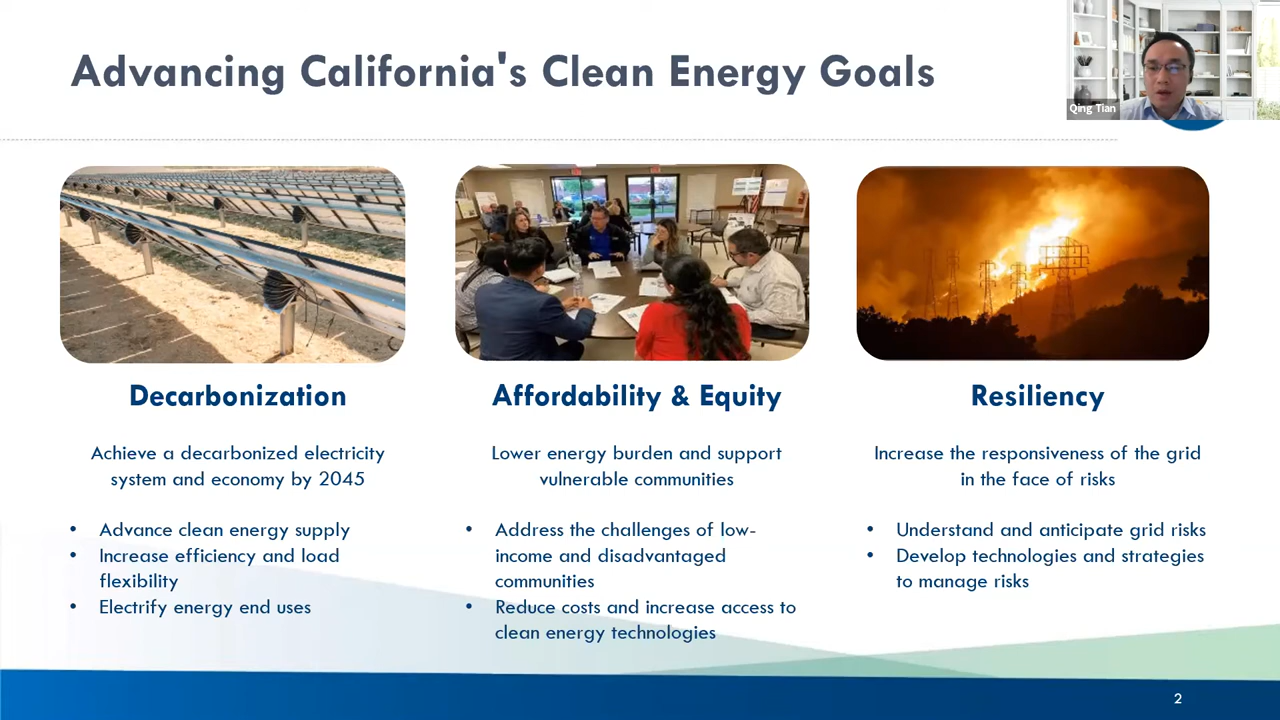 Advancing California's Clean Energy Goals
Qing Tian
Decarbonization
Achieve a decarbonized electricity
system and economy by 2045
• Advance clean energy supply
• Increase efficiency and load
flexibility
• Electrify energy end uses
Affordability & Equity
Lower energy burden and support
vulnerable communities
• Address the challenges of low-
income and disadvantaged
communities
• Reduce costs and increase access to
clean energy technologies
Resiliency
Increase the responsiveness of the grid
in the face of risks
• Understand and anticipate grid risks
• Develop technologies and strategies
to manage risks
2